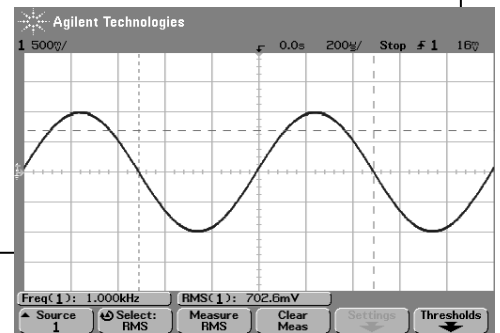 Agilent Technologies
1 500mV/ 0.0s 200µs/ Stop 1 16mV
Freq(1): 1.000kHz RMS(1): 702.6mV
Source 1 Select: RMS Measure RMS Clear Meas Settings Thresholds